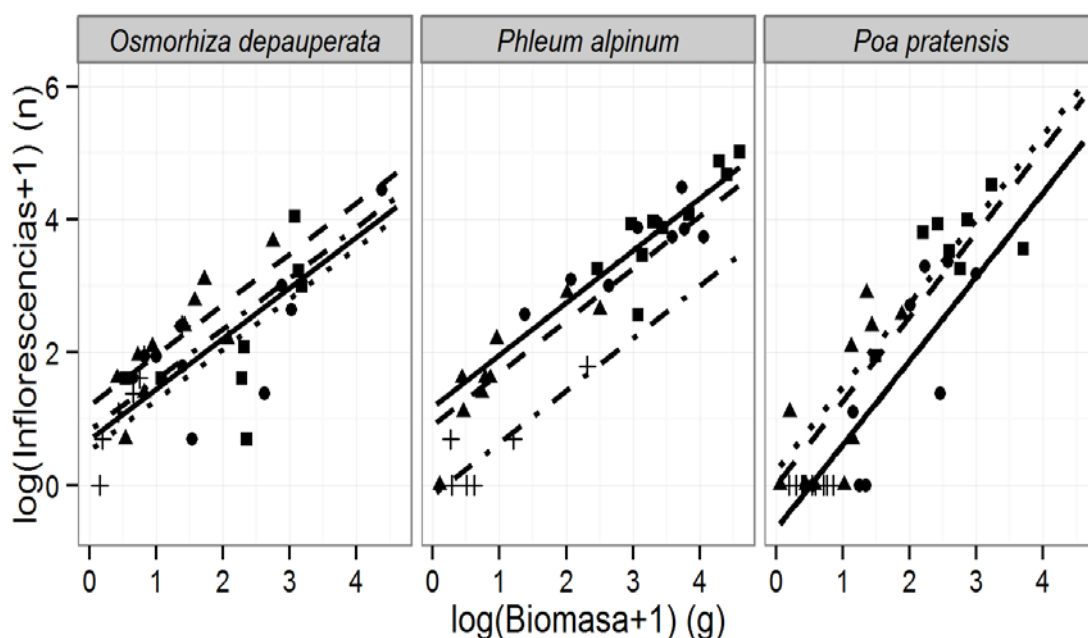 Osmorhiza depauperata Phleum alpinum Poa pratensis
log(Inflorescencias+1) (n)
6
4
2
0
0 1 2 3 4 0 1 2 3 4 0 1 2 3 4
log(Biomasa+1) (g)